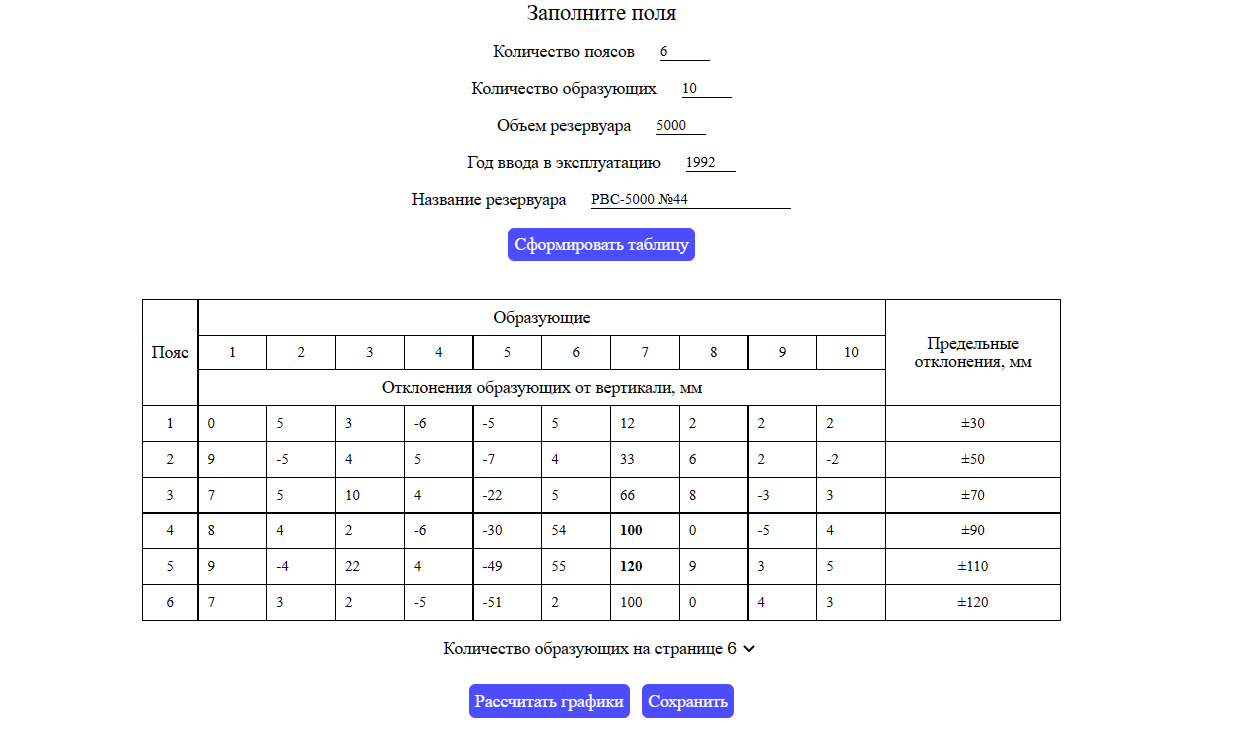 Заполните поля
Количество поясов 6
Количество образующих 10
Объем резервуара 5000
Год ввода в эксплуатацию 1992
Название резервуара РВС-5000 №44
Сформировать таблицу
Пояс Образующие Предельные отклонения, мм
1 2 3 4 5 6 7 8 9 10
Отклонения образующих от вертикали, мм
1 0 5 3 -6 -5 5 12 2 2 2 ±30
2 9 -5 4 5 -7 4 33 6 2 -2 ±50
3 7 5 10 4 -22 5 66 8 -3 3 ±70
4 8 4 2 -6 -30 54 100 0 -5 4 ±90
5 9 -4 22 4 -49 55 120 9 3 5 ±110
6 7 3 2 -5 -51 2 100 0 4 3 ±120
Количество образующих на странице 6
Рассчитать графики Сохранить